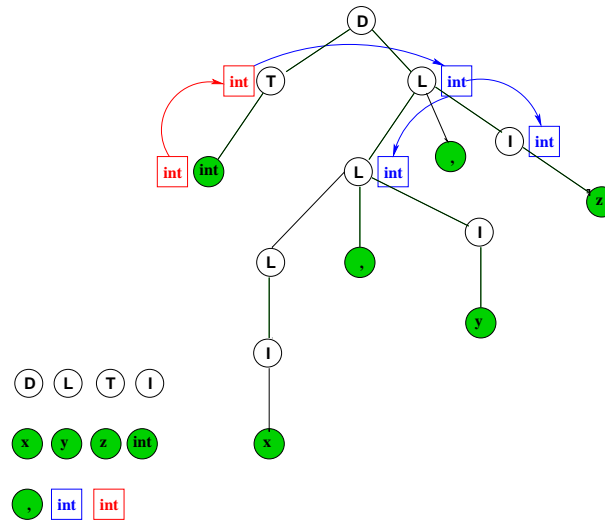 D
int T L int
int int L int , I int
z
L , I
I y
D L T I
x y z int x
, int int